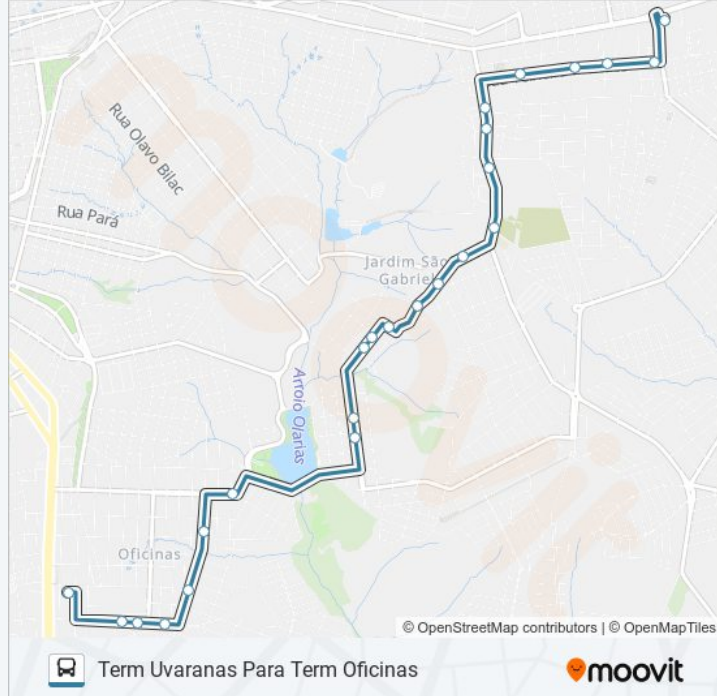 Rua Olavo Bilac
Rua Pará
Jardim São
Gabriel
Arroio Olarias
Oficinas
© OpenStreetMap contributors | © OpenMapTiles
Term Uvaranas Para Term Oficinas
moovit
moovit